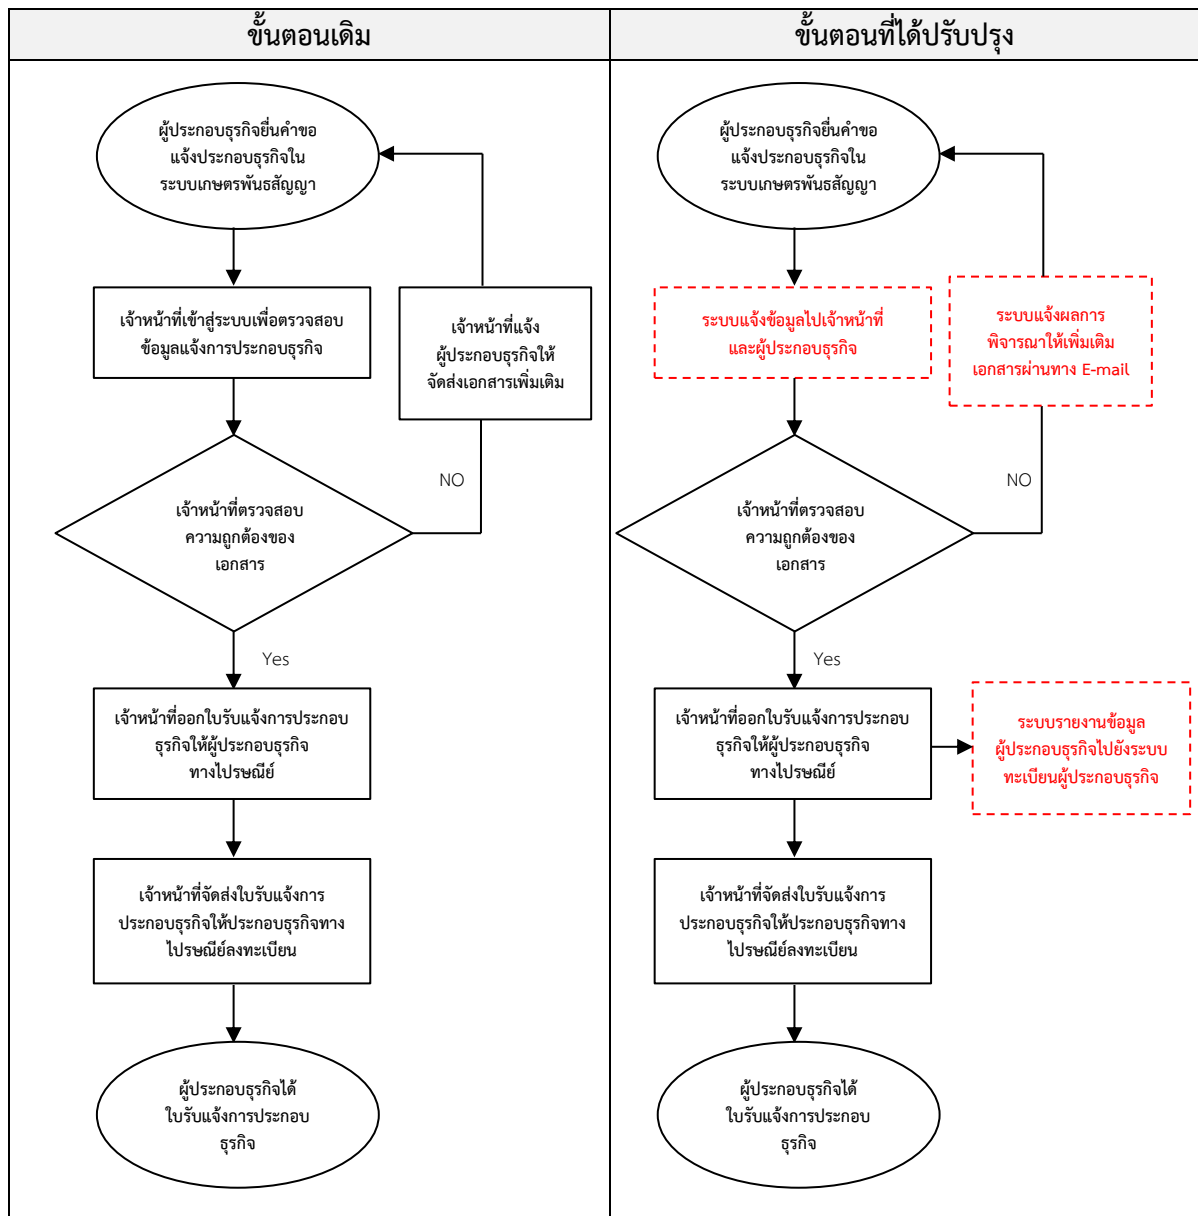 ขั้นตอนเดิม
ผู้ประกอบธุรกิจยื่นคำขอ
แจ้งประกอบธุรกิจใน
ระบบเกษตรพันธสัญญา
เจ้าหน้าที่เข้าสู่ระบบเพื่อตรวจสอบ
ข้อมูลแจ้งการประกอบธุรกิจ
เจ้าหน้าที่แจ้ง
ผู้ประกอบธุรกิจให้
จัดส่งเอกสารเพิ่มเติม
NO
เจ้าหน้าที่ตรวจสอบ
ความถูกต้องของ
เอกสาร
Yes
เจ้าหน้าที่ออกใบรับแจ้งการประกอบ
ธุรกิจให้ผู้ประกอบธุรกิจ
ทางไปรษณีย์
เจ้าหน้าที่จัดส่งใบรับแจ้งการ
ประกอบธุรกิจให้ประกอบธุรกิจทาง
ไปรษณีย์ลงทะเบียน
ผู้ประกอบธุรกิจได้
ใบรับแจ้งการประกอบ
ธุรกิจ
ขั้นตอนที่ได้ปรับปรุง
ผู้ประกอบธุรกิจยื่นคำขอ
แจ้งประกอบธุรกิจใน
ระบบเกษตรพันธสัญญา
ระบบแจ้งข้อมูลไปเจ้าหน้าที่
และผู้ประกอบธุรกิจ
ระบบแจ้งผลการ
พิจารณาให้เพิ่มเติม
เอกสารผ่านทาง E-mail
NO
เจ้าหน้าที่ตรวจสอบ
ความถูกต้องของ
เอกสาร
Yes
เจ้าหน้าที่ออกใบรับแจ้งการประกอบ
ธุรกิจให้ผู้ประกอบธุรกิจ
ทางไปรษณีย์
ระบบรายงานข้อมูล
ผู้ประกอบธุรกิจไปยังระบบ
ทะเบียนผู้ประกอบธุรกิจ
เจ้าหน้าที่จัดส่งใบรับแจ้งการ
ประกอบธุรกิจให้ประกอบธุรกิจทาง
ไปรษณีย์ลงทะเบียน
ผู้ประกอบธุรกิจได้
ใบรับแจ้งการประกอบ
ธุรกิจ